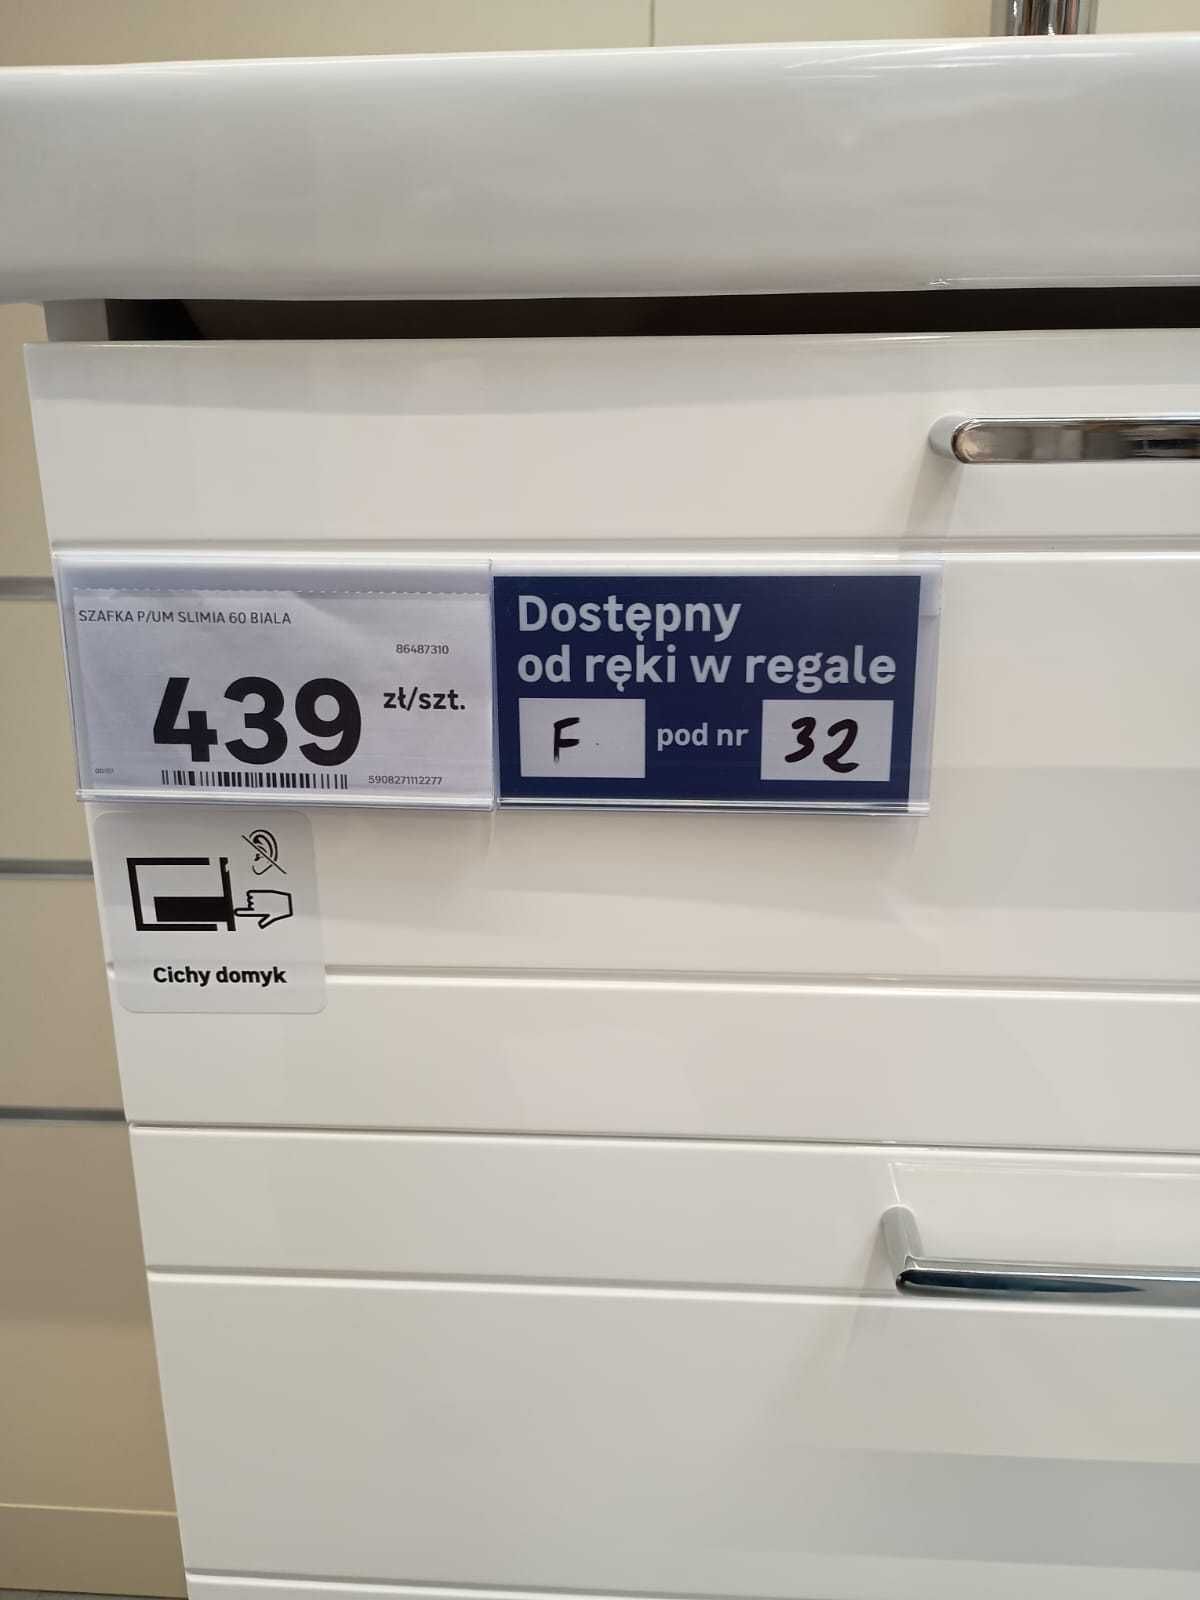 SZAFKA P/UM SLIMIA 60 BIALA
86487310
439 zł/szt.
5908271112277
Dostępny
od ręki w regale
F pod nr 32
Cichy domyk